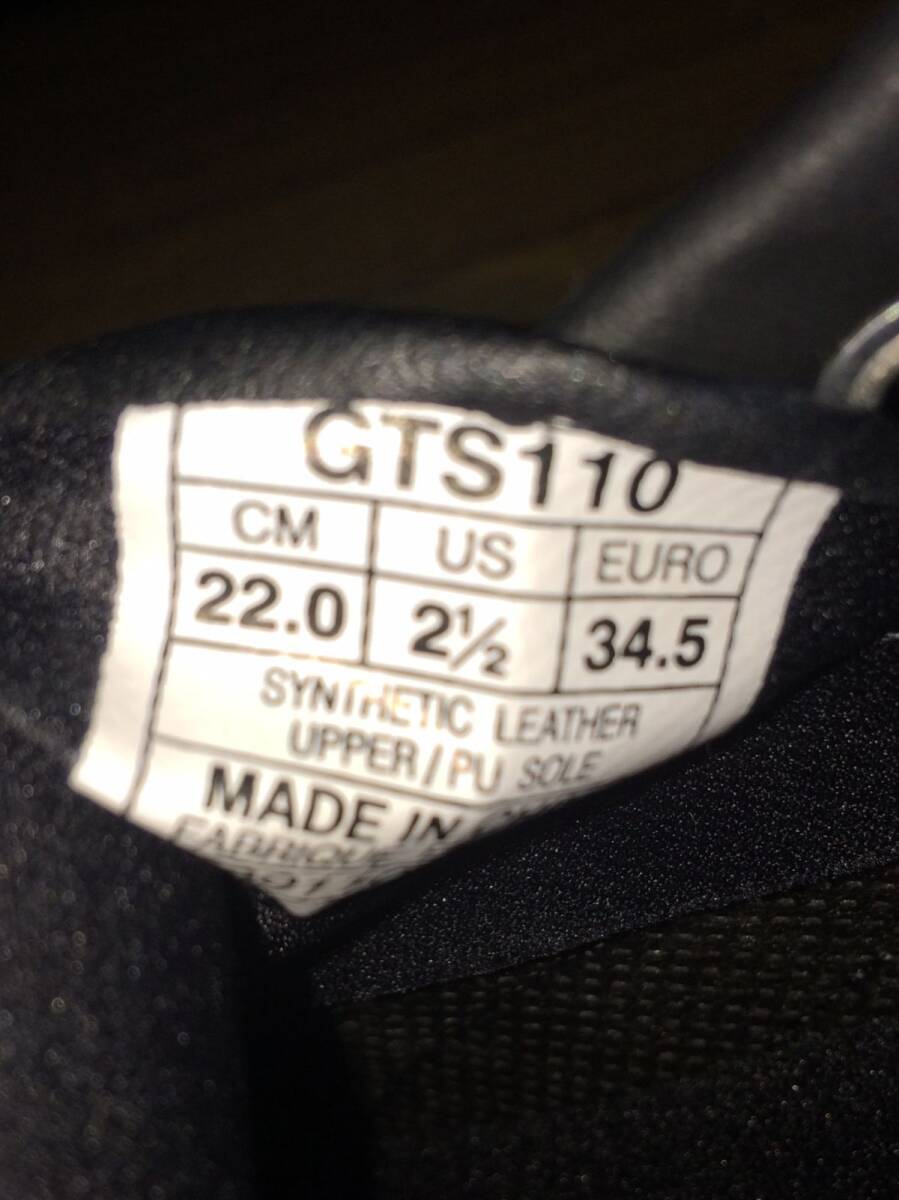 GTS110
CM US EURO
22.0 2½ 34.5
SYNTHETIC LEATHER
UPPER / PU SOLE
MADE IN